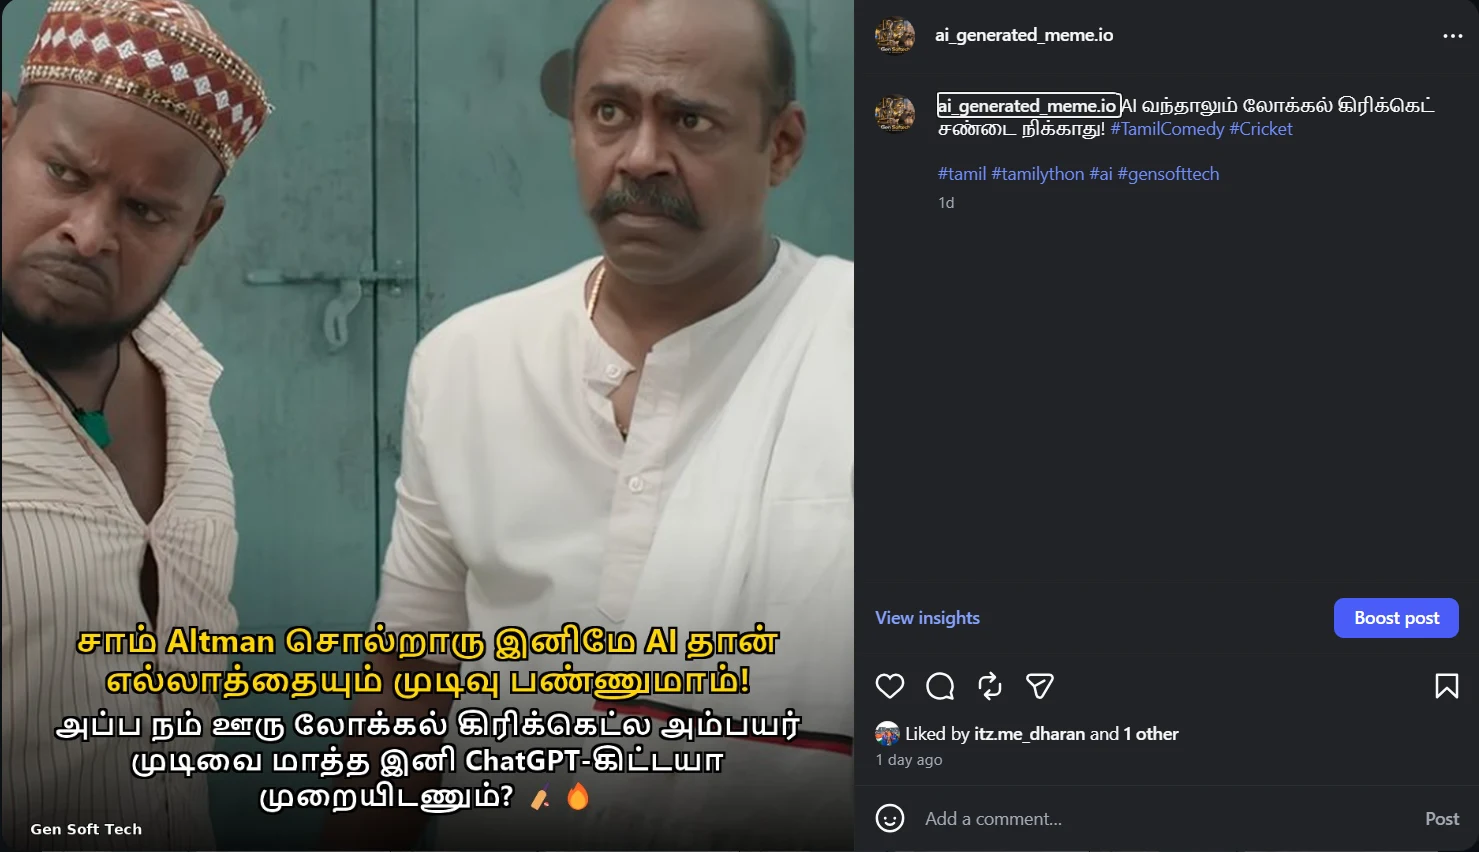 சாம் Altman சொல்றாரு இனிமே AI தான்
எல்லாத்தையும் முடிவு பண்ணுமாம்!
அப்ப நம் ஊரு லோக்கல் கிரிக்கெட்ல அம்பயர்
முடிவை மாத்த இனி ChatGPT-கிட்டயா
முறையிடணும்? 🏏 🔥
Gen Soft Tech
ai_generated_meme.io
ai_generated_meme.io AI வந்தாலும் லோக்கல் கிரிக்கெட்
சண்டை நிக்காது! #TamilComedy #Cricket
#tamil #tamilython #ai #gensofttech
1d
View insights
Boost post
Liked by itz.me_dharan and 1 other
1 day ago
Add a comment...
Post